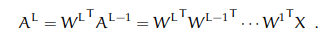 A^L = W^{L^T} A^{L−1} = W^{L^T} W^{L−1^T} ⋯ W^{1^T} X .